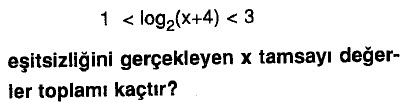 1 < log₂(x+4) < 3
eşitsizliğini gerçekleyen x tamsayı değer-
ler toplamı kaçtır?